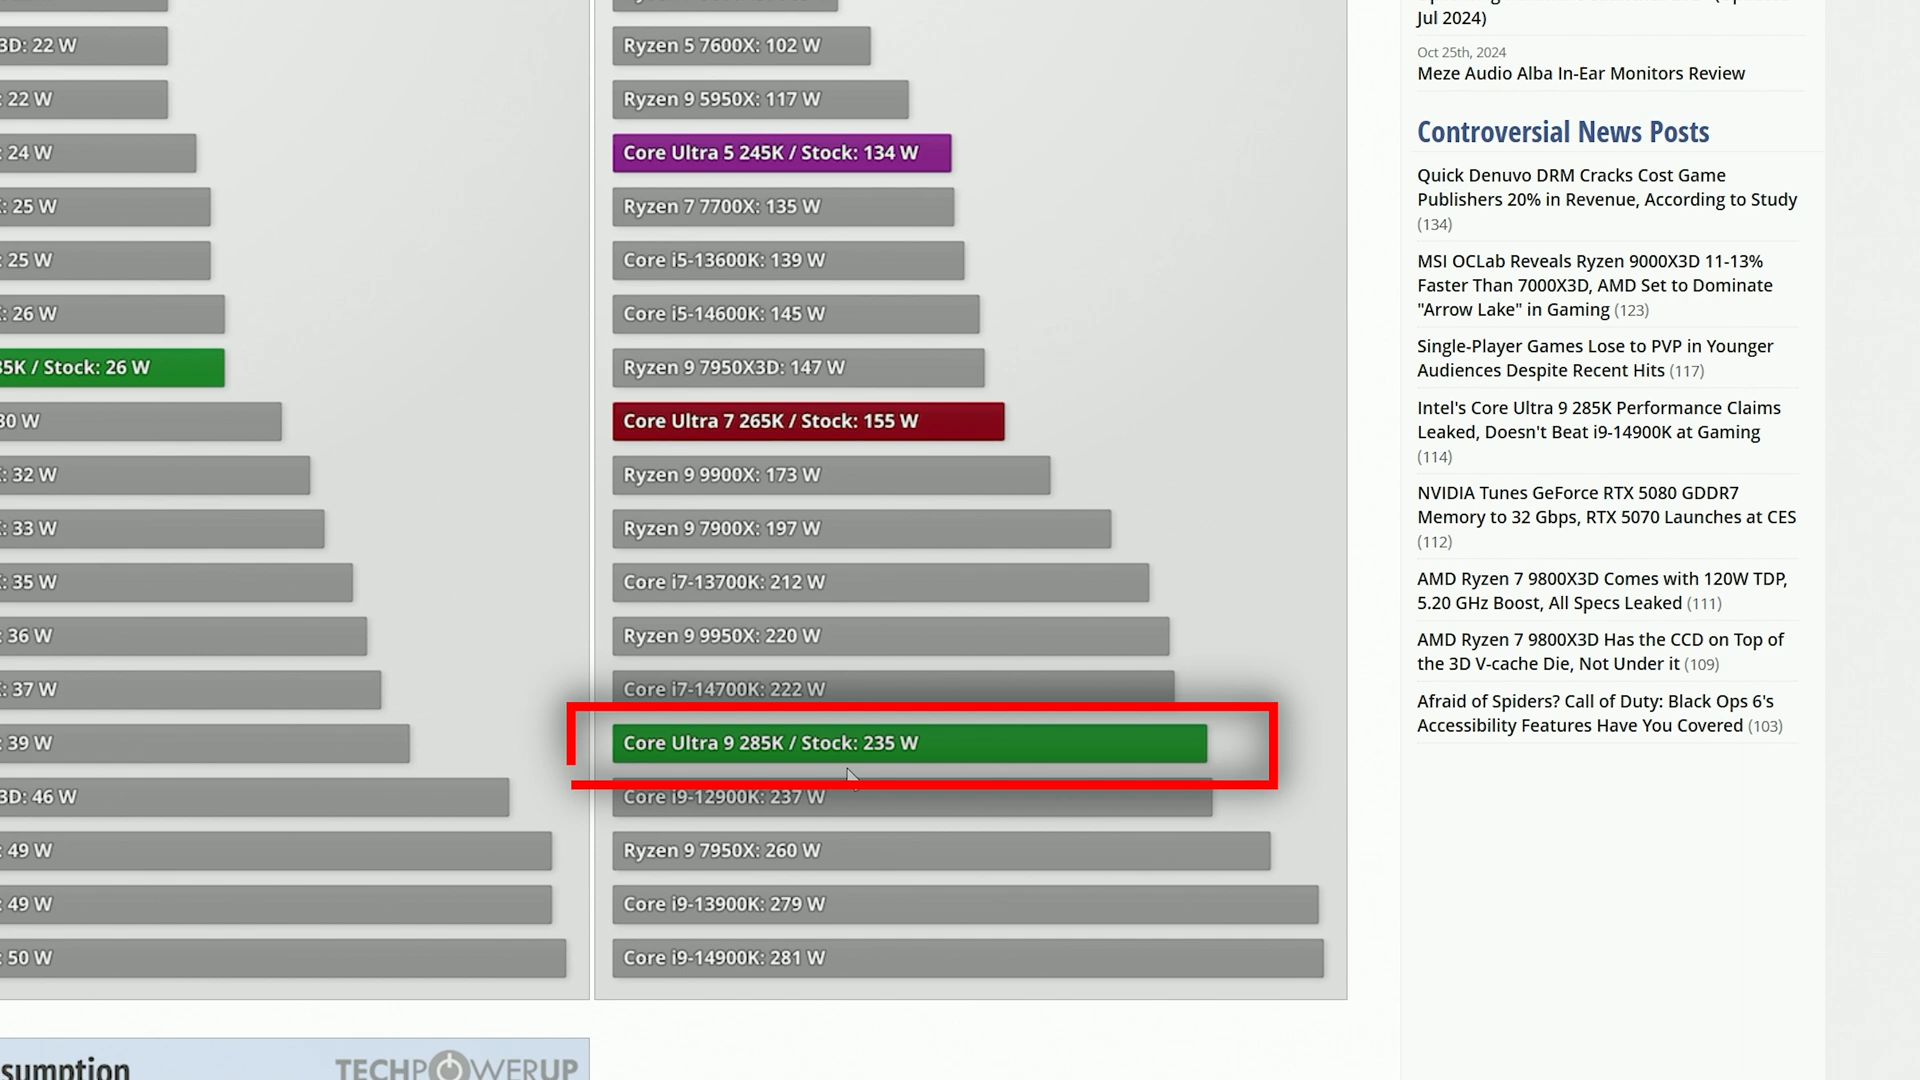 3D: 22 W
: 22 W
: 24 W
: 25 W
: 25 W
: 26 W
85K / Stock: 26 W
30 W
: 32 W
: 33 W
: 35 W
: 36 W
: 37 W
: 39 W
3D: 46 W
: 49 W
: 49 W
: 50 W
sumption
TECHPOWERUP
Ryzen 5 7600X: 102 W
Ryzen 9 5950X: 117 W
Core Ultra 5 245K / Stock: 134 W
Ryzen 7 7700X: 135 W
Core i5-13600K: 139 W
Core i5-14600K: 145 W
Ryzen 9 7950X3D: 147 W
Core Ultra 7 265K / Stock: 155 W
Ryzen 9 9900X: 173 W
Ryzen 9 7900X: 197 W
Core i7-13700K: 212 W
Ryzen 9 9950X: 220 W
Core i7-14700K: 222 W
Core Ultra 9 285K / Stock: 235 W
Core i9-12900K: 237 W
Ryzen 9 7950X: 260 W
Core i9-13900K: 279 W
Core i9-14900K: 281 W
Jul 2024)
Oct 25th, 2024
Meze Audio Alba In-Ear Monitors Review
Controversial News Posts
Quick Denuvo DRM Cracks Cost Game
Publishers 20% in Revenue, According to Study
(134)
MSI OCLab Reveals Ryzen 9000X3D 11-13%
Faster Than 7000X3D, AMD Set to Dominate
"Arrow Lake" in Gaming (123)
Single-Player Games Lose to PVP in Younger
Audiences Despite Recent Hits (117)
Intel's Core Ultra 9 285K Performance Claims
Leaked, Doesn't Beat i9-14900K at Gaming
(114)
NVIDIA Tunes GeForce RTX 5080 GDDR7
Memory to 32 Gbps, RTX 5070 Launches at CES
(112)
AMD Ryzen 7 9800X3D Comes with 120W TDP,
5.20 GHz Boost, All Specs Leaked (111)
AMD Ryzen 7 9800X3D Has the CCD on Top of
the 3D V-cache Die, Not Under it (109)
Afraid of Spiders? Call of Duty: Black Ops 6's
Accessibility Features Have You Covered (103)